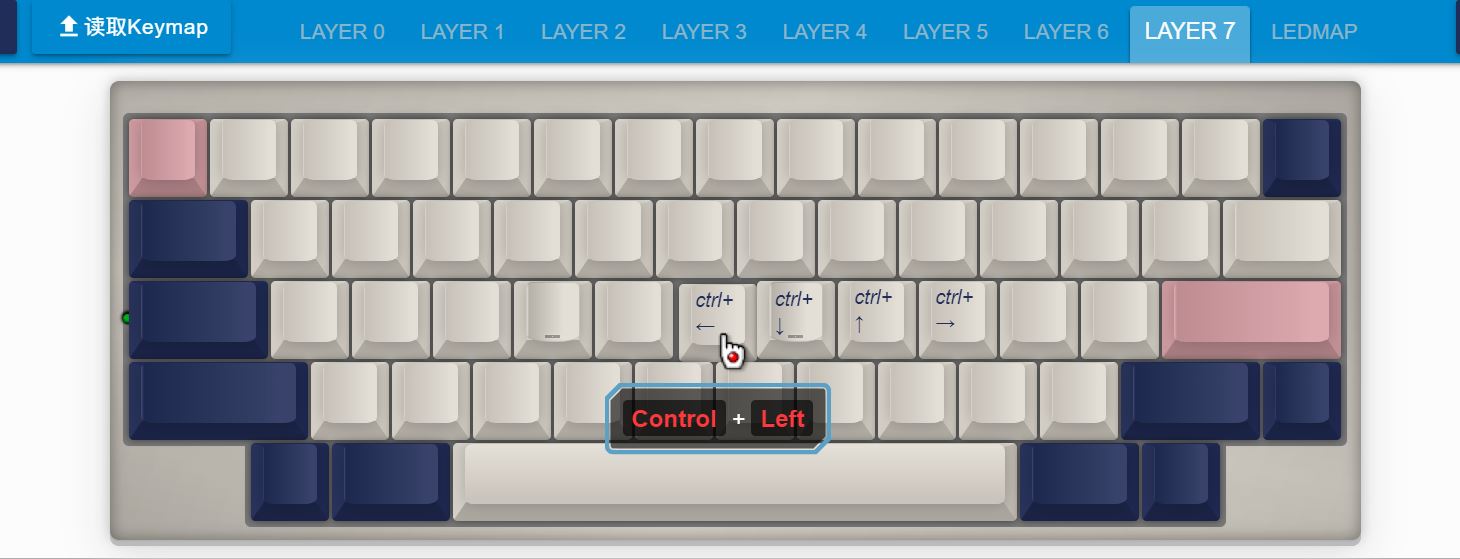 读取Keymap
LAYER 0
LAYER 1
LAYER 2
LAYER 3
LAYER 4
LAYER 5
LAYER 6
LAYER 7
LEDMAP
ctrl+
←
ctrl+
↓
ctrl+
↑
ctrl+
→
Control + Left